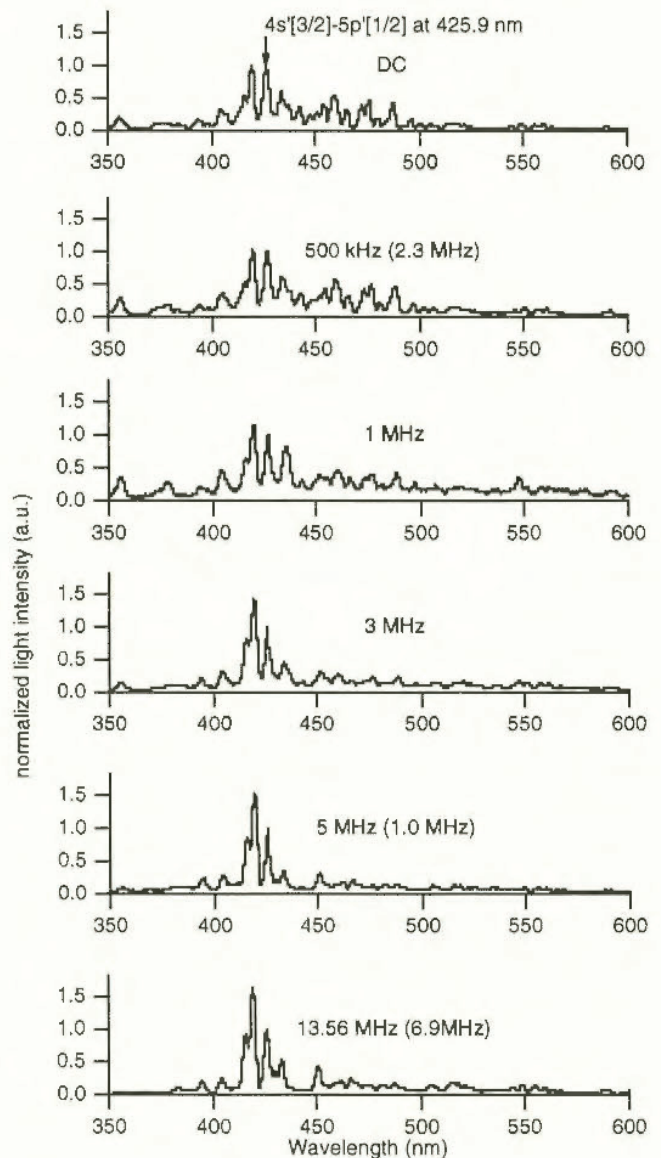 4s'[3/2]-5p'[1/2] at 425.9 nm
DC
1.5
1.0
0.5
0.0
350 400 450 500 550 600
500 kHz (2.3 MHz)
1.5
1.0
0.5
0.0
350 400 450 500 550 600
1 MHz
1.5
1.0
0.5
0.0
350 400 450 500 550 600
normalized light intensity (a.u.)
3 MHz
1.5
1.0
0.5
0.0
350 400 450 500 550 600
5 MHz (1.0 MHz)
1.5
1.0
0.5
0.0
350 400 450 500 550 600
13.56 MHz (6.9MHz)
1.5
1.0
0.5
0.0
350 400 450 500 550 600
Wavelength (nm)